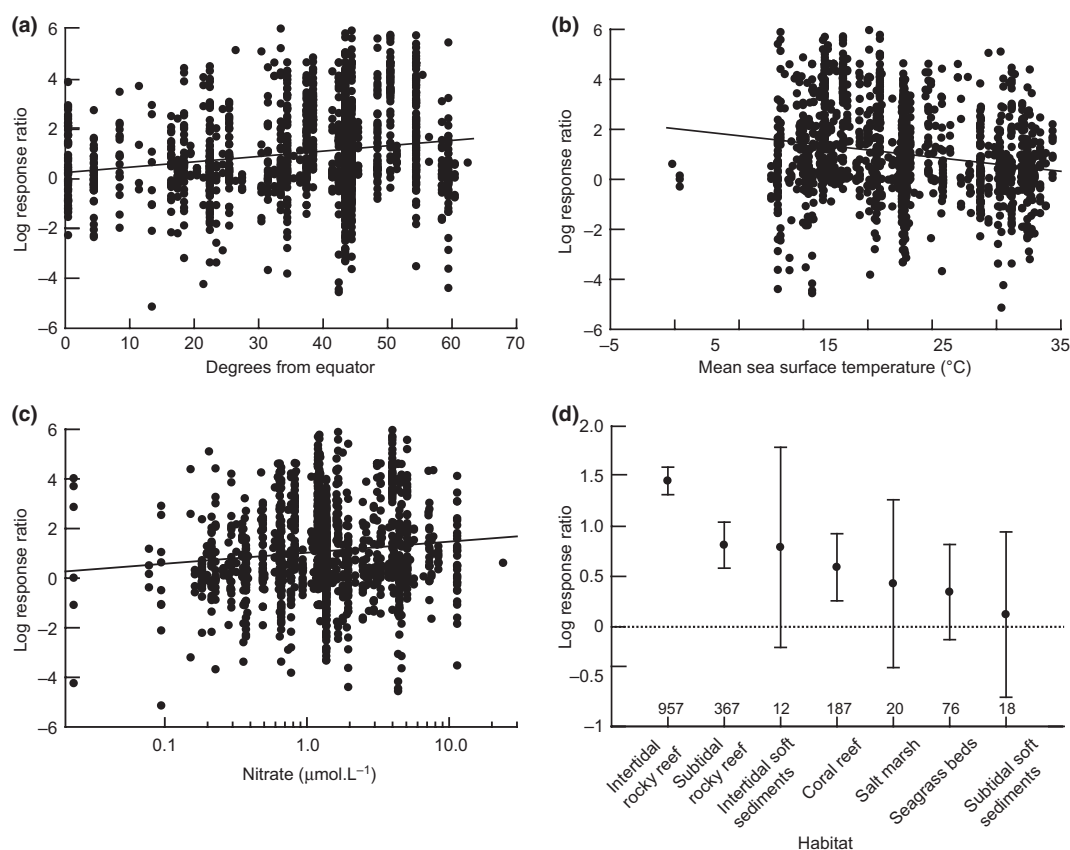 (a)
6
4
2
0
–2
–4
–6
Log response ratio
0 10 20 30 40 50 60 70
Degrees from equator
(b)
6
4
2
0
–2
–4
–6
Log response ratio
–5 5 15 25 35
Mean sea surface temperature (°C)
(c)
6
4
2
0
–2
–4
–6
Log response ratio
0.1 1.0 10.0
Nitrate (μmol.L⁻¹)
(d)
2.0
1.5
1.0
0.5
0
–0.5
–1
Log response ratio
957 367 12 187 20 76 18
Intertidal
rocky reef
Subtidal
rocky reef
Intertidal soft
sediments
Coral reef
Salt marsh
Seagrass beds
Subtidal soft
sediments
Habitat